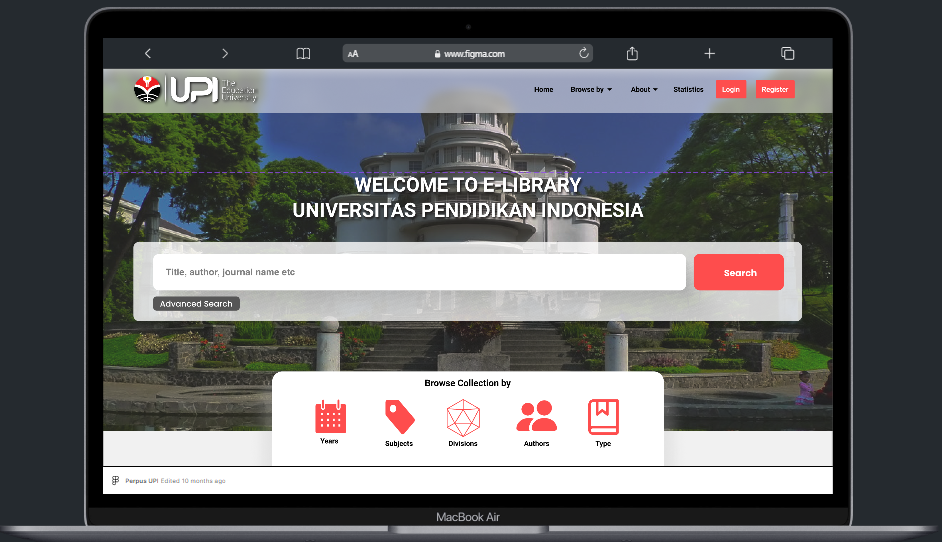 AA
www.figma.com
UPI
The
Education
University
Home
Browse by
About
Statistics
Login
Register
WELCOME TO E-LIBRARY
UNIVERSITAS PENDIDIKAN INDONESIA
Title, author, journal name etc
Search
Advanced Search
Browse Collection by
Years
Subjects
Divisions
Authors
Type
Perpus UPI Edited 10 months ago
MacBook Air